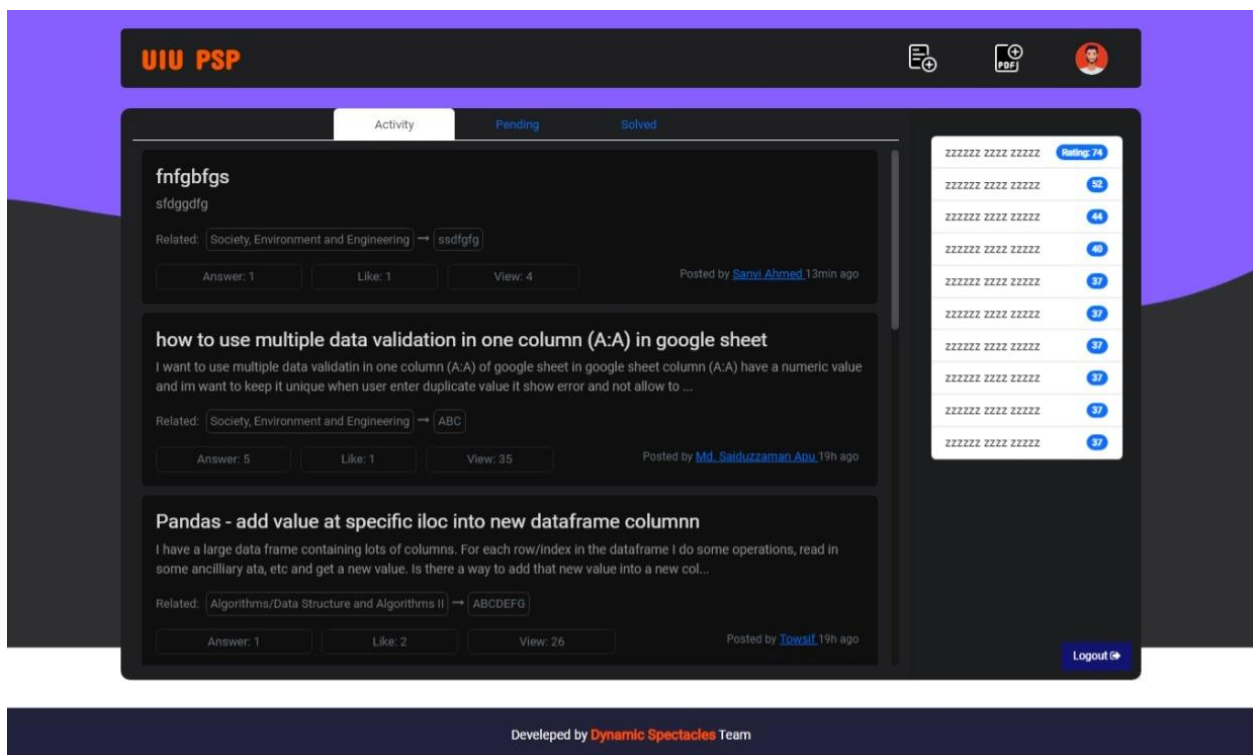 UIU PSP
PDF
Activity Pending Solved
fnfgbfgs
sfdggdfg
Related: Society, Environment and Engineering → ssdfgfg
Answer: 1 Like: 1 View: 4 Posted by Sanvi Ahmed 13min ago
how to use multiple data validation in one column (A:A) in google sheet
I want to use multiple data validatin in one column (A:A) of google sheet in google sheet column (A:A) have a numeric value
and im want to keep it unique when user enter duplicate value it show error and not allow to ...
Related: Society, Environment and Engineering → ABC
Answer: 5 Like: 1 View: 35 Posted by Md. Saiduzzaman Apu 19h ago
Pandas - add value at specific iloc into new dataframe columnn
I have a large data frame containing lots of columns. For each row/index in the dataframe I do some operations, read in
some ancilliary ata, etc and get a new value. Is there a way to add that new value into a new col...
Related: Algorithms/Data Structure and Algorithms II → ABCDEFG
Answer: 1 Like: 2 View: 26 Posted by Towsif 19h ago
zzzzzz zzzz zzzzz Rating: 74
zzzzzz zzzz zzzzz 52
zzzzzz zzzz zzzzz 44
zzzzzz zzzz zzzzz 40
zzzzzz zzzz zzzzz 37
zzzzzz zzzz zzzzz 37
zzzzzz zzzz zzzzz 37
zzzzzz zzzz zzzzz 37
zzzzzz zzzz zzzzz 37
zzzzzz zzzz zzzzz 37
Logout
Develeped by Dynamic Spectacles Team